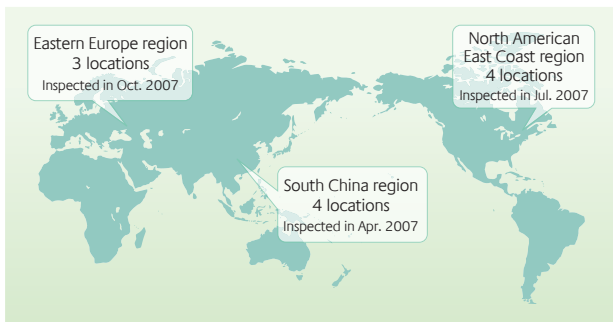 Eastern Europe region
3 locations
Inspected in Oct. 2007
North American
East Coast region
4 locations
Inspected in Jul. 2007
South China region
4 locations
Inspected in Apr. 2007